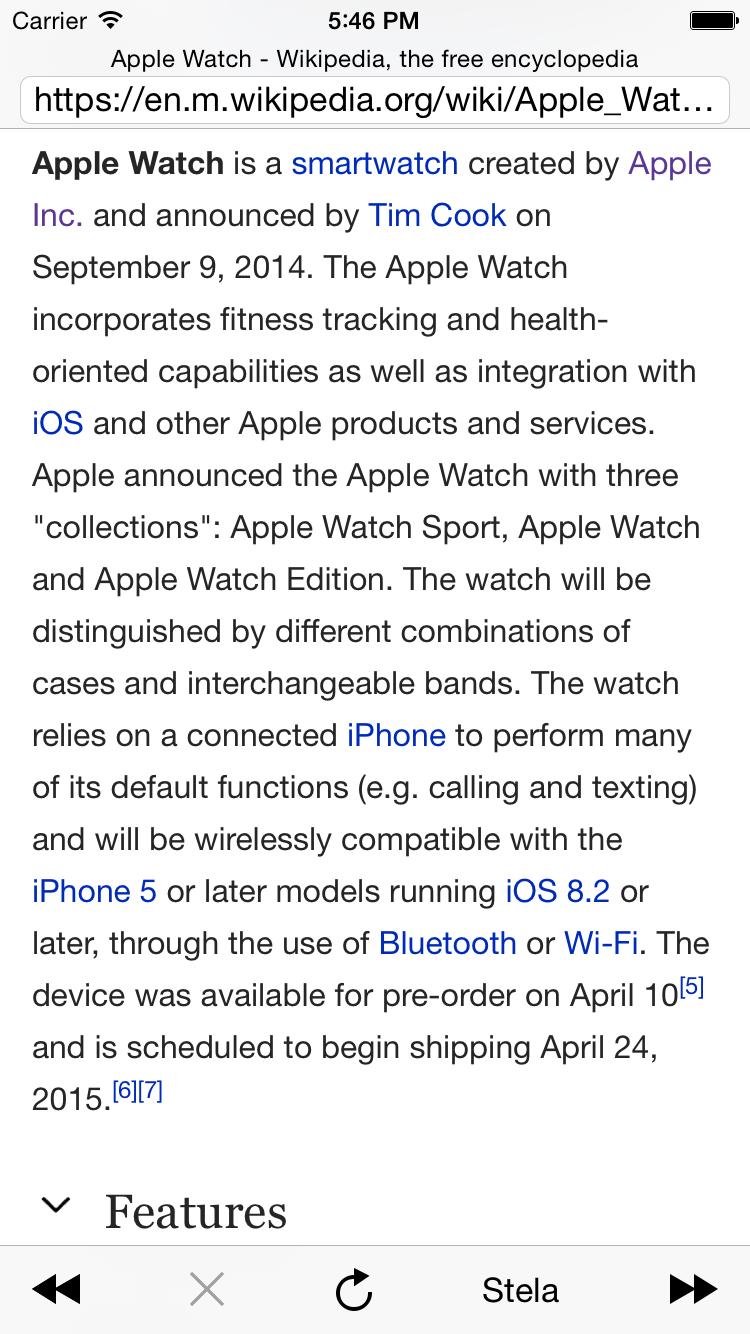 Carrier 5:46 PM
Apple Watch - Wikipedia, the free encyclopedia
https://en.m.wikipedia.org/wiki/Apple_Wat...
Apple Watch is a smartwatch created by Apple
Inc. and announced by Tim Cook on
September 9, 2014. The Apple Watch
incorporates fitness tracking and health-
oriented capabilities as well as integration with
iOS and other Apple products and services.
Apple announced the Apple Watch with three
"collections": Apple Watch Sport, Apple Watch
and Apple Watch Edition. The watch will be
distinguished by different combinations of
cases and interchangeable bands. The watch
relies on a connected iPhone to perform many
of its default functions (e.g. calling and texting)
and will be wirelessly compatible with the
iPhone 5 or later models running iOS 8.2 or
later, through the use of Bluetooth or Wi-Fi. The
device was available for pre-order on April 10[5]
and is scheduled to begin shipping April 24,
2015.[6][7]
Features
Stela